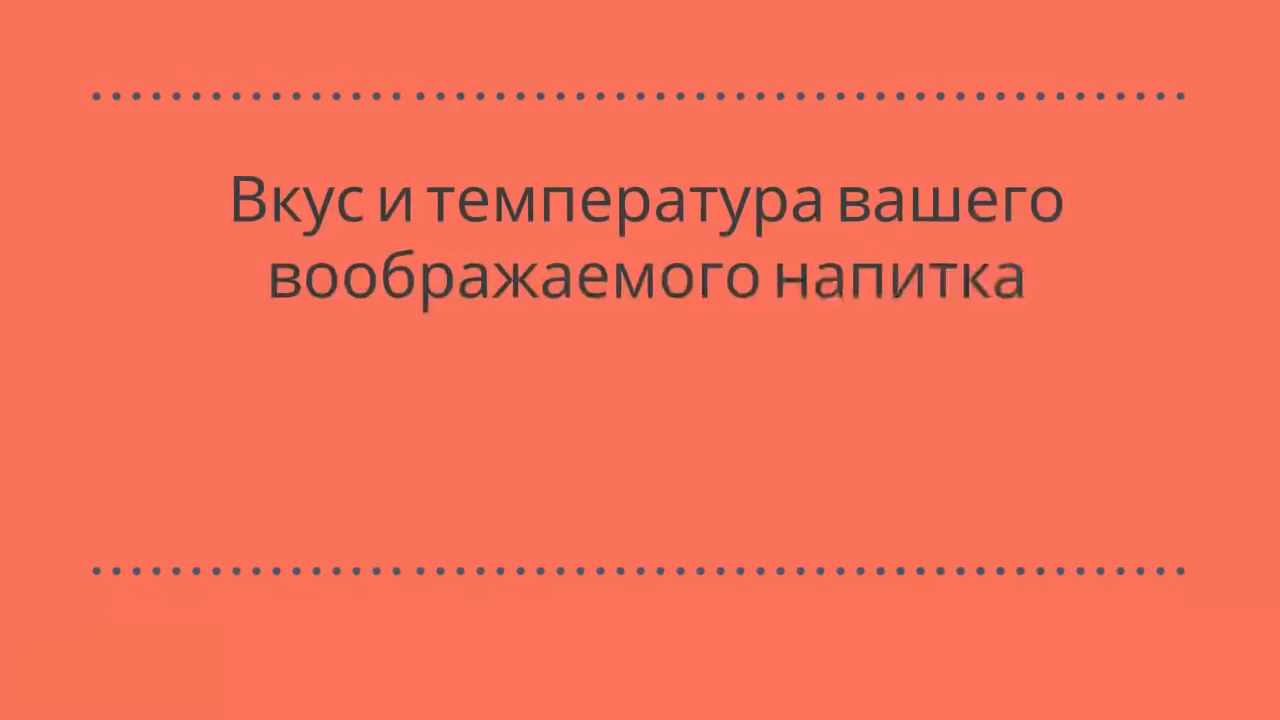 Вкус и температура вашего
воображаемого напитка